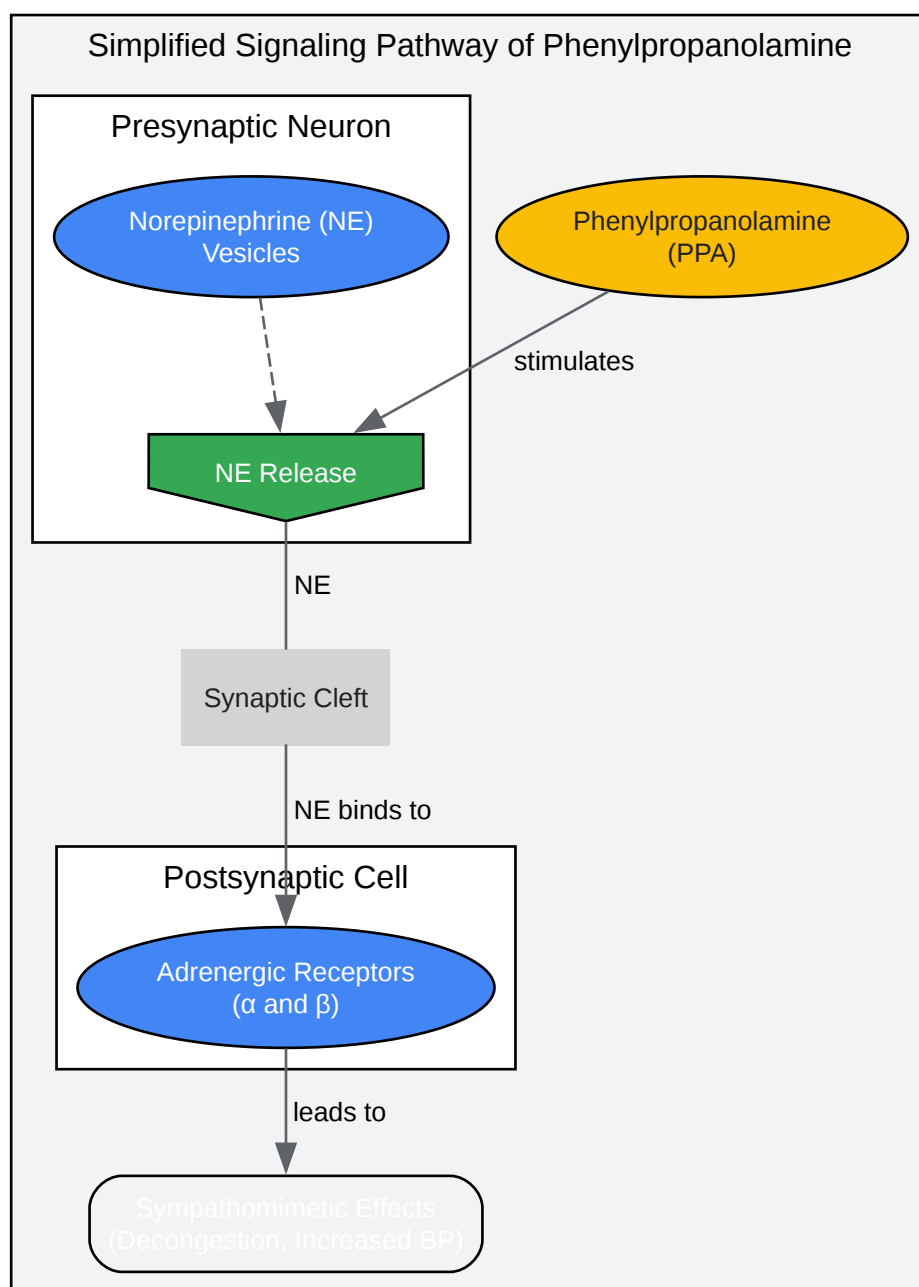 Simplified Signaling Pathway of Phenylpropanolamine
Presynaptic Neuron
Norepinephrine (NE)
Vesicles
Phenylpropanolamine
(PPA)
stimulates
NE Release
NE
Synaptic Cleft
NE binds to
Postsynaptic Cell
Adrenergic Receptors
(α and β)
leads to
Sympathomimetic Effects
(Decongestion, Increased BP)